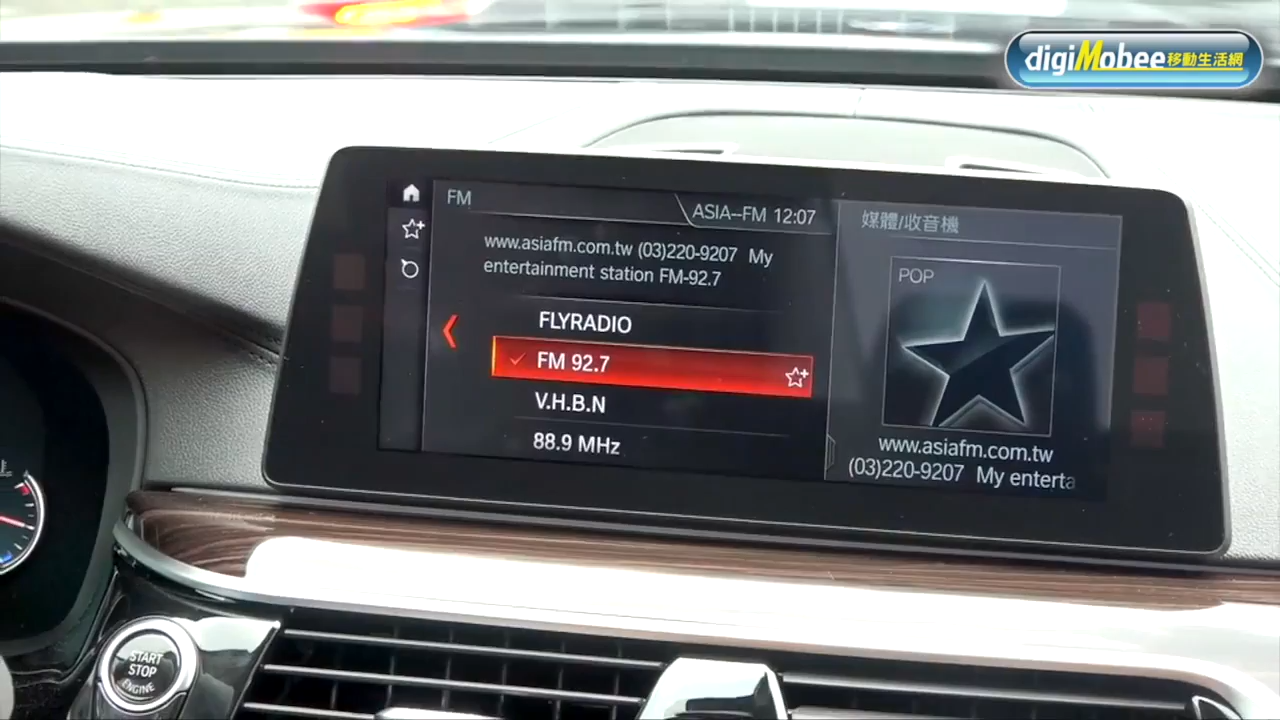 digiMobee移動生活網
FM
ASIA--FM 12:07
媒體/收音機
www.asiafm.com.tw (03)220-9207 My
entertainment station FM-92.7
FLYRADIO
FM 92.7
V.H.B.N
88.9 MHz
POP
www.asiafm.com.tw
(03)220-9207 My enterta
START
STOP
ENGINE